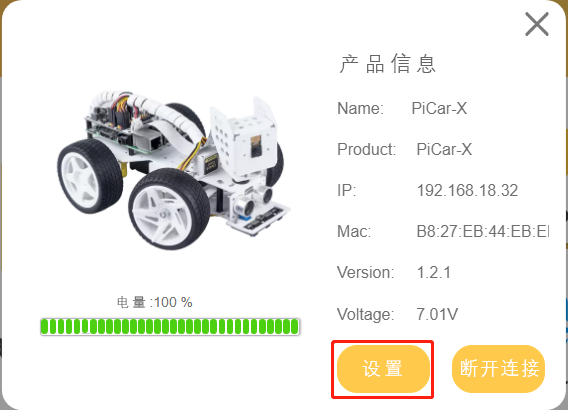 产品信息
Name: PiCar-X
Product: PiCar-X
IP: 192.168.18.32
Mac: B8:27:EB:44:EB:
Version: 1.2.1
Voltage: 7.01V
电量:100 %
设置
断开连接